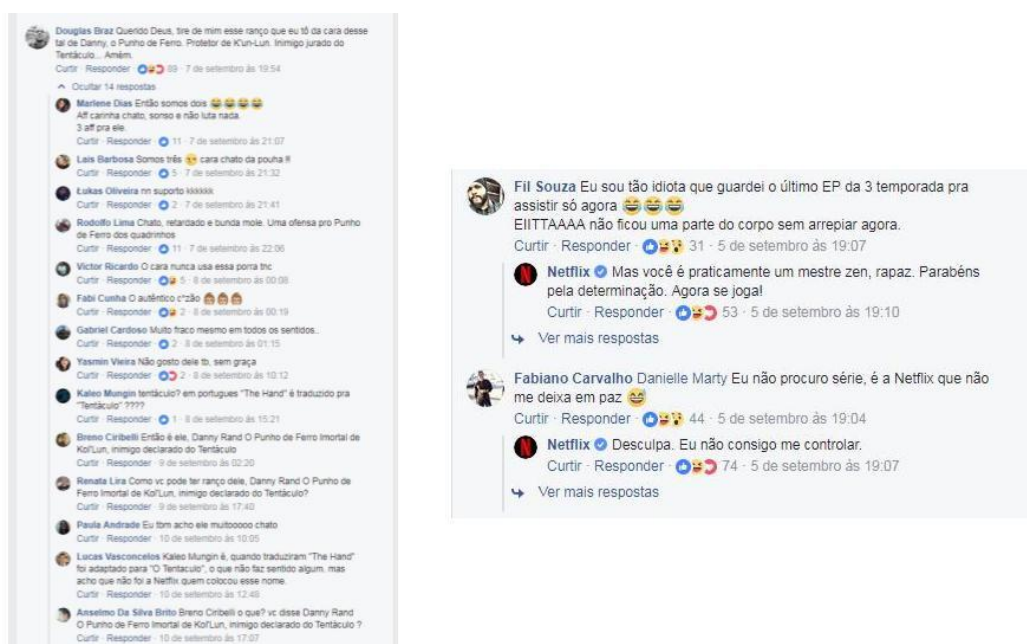 Douglas Braz Querido Deus, tire de mim esse ranço que eu tô da cara desse
tal de Danny, o Punho de Ferro. Protetor de K'un-Lun. Inimigo jurado do
Tentáculo... Amém.
Curtir · Responder · 89 · 7 de setembro às 19:54
Ocultar 14 respostas
Marlene Dias Então somos dois
Aff carinha chato, sonso e não luta nada.
3 aff pra ele.
Curtir · Responder · 11 · 7 de setembro às 21:07
Lais Barbosa Somos três cara chato da pouha !!
Curtir · Responder · 5 · 7 de setembro às 21:32
Łukas Oliveira nn suporto kkkkkk
Curtir · Responder · 2 · 7 de setembro às 21:41
Rodolfo Lima Chato, retardado e bunda mole. Uma ofensa pro Punho
de Ferro dos quadrinhos
Curtir · Responder · 11 · 7 de setembro às 22:06
Victor Ricardo O cara nunca usa essa porra thc
Curtir · Responder · 5 · 8 de setembro às 00:08
Fabi Cunha O autêntico c*zão
Curtir · Responder · 2 · 8 de setembro às 00:19
Gabriel Cardoso Muito fraco mesmo em todos os sentidos..
Curtir · Responder · 2 · 8 de setembro às 01:15
Yasmin Vieira Não gosto dele tb, sem graça
Curtir · Responder · 2 · 8 de setembro às 10:12
Kaleo Mungin tentáculo? em portugues "The Hand" é traduzido pra
"Tentáculo" ????
Curtir · Responder · 1 · 8 de setembro às 15:21
Breno Ciribelli Então é ele, Danny Rand O Punho de Ferro Imortal de
Kol'Lun, inimigo declarado do Tentáculo
Curtir · Responder · 9 de setembro às 02:20
Renata Lira Como vc pode ter ranço dele, Danny Rand O Punho de
Ferro Imortal de Kol'Lun, inimigo declarado do Tentáculo?
Curtir · Responder · 9 de setembro às 17:40
Paula Andrade Eu tbm acho ele muitooooo chato
Curtir · Responder · 10 de setembro às 10:05
Lucas Vasconcelos Kaleo Mungin é, quando traduziram "The Hand"
foi adaptado para "O Tentaculo", o que não faz sentido algum. mas
acho que não foi a Netflix quem colocou esse nome.
Curtir · Responder · 10 de setembro às 12:48
Anselmo Da Silva Brito Breno Ciribelli o que? vc disse Danny Rand
O Punho de Ferro Imortal de Kol'Lun, inimigo declarado do Tentáculo ?
Curtir · Responder · 10 de setembro às 17:07
Fil Souza Eu sou tão idiota que guardei o último EP da 3 temporada pra
assistir só agora
EIITTAAAA não ficou uma parte do corpo sem arrepiar agora.
Curtir · Responder · 31 · 5 de setembro às 19:07
Netflix Mas você é praticamente um mestre zen, rapaz. Parabéns
pela determinação. Agora se joga!
Curtir · Responder · 53 · 5 de setembro às 19:10
Ver mais respostas
Fabiano Carvalho Danielle Marty Eu não procuro série, é a Netflix que não
me deixa em paz
Curtir · Responder · 44 · 5 de setembro às 19:04
Netflix Desculpa. Eu não consigo me controlar.
Curtir · Responder · 74 · 5 de setembro às 19:07
Ver mais respostas